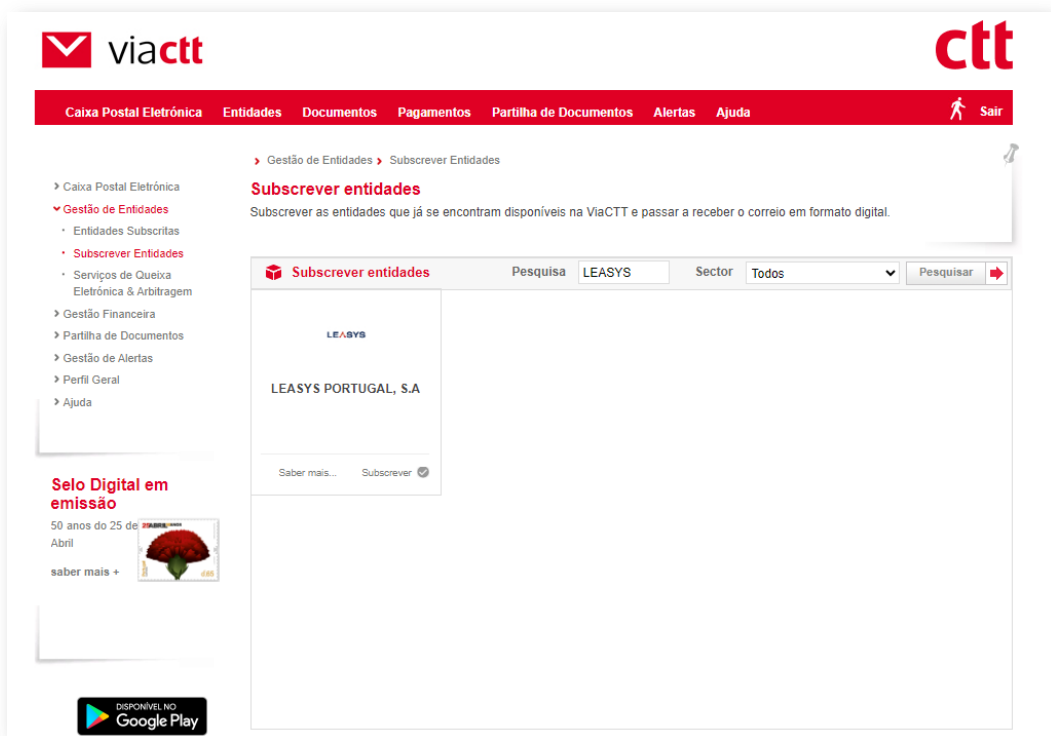 viactt
ctt
Caixa Postal Eletrónica Entidades Documentos Pagamentos Partilha de Documentos Alertas Ajuda Sair
Gestão de Entidades Subscrever Entidades
Subscrever entidades
Subscrever as entidades que já se encontram disponíveis na ViaCTT e passar a receber o correio em formato digital.
Caixa Postal Eletrónica
Gestão de Entidades
Entidades Subscritas
Subscrever Entidades
Serviços de Queixa
Eletrónica & Arbitragem
Gestão Financeira
Partilha de Documentos
Gestão de Alertas
Perfil Geral
Ajuda
Subscrever entidades Pesquisa LEASYS Sector Todos Pesquisar
LEASYS
LEASYS PORTUGAL, S.A
Saber mais... Subscrever
Selo Digital em
emissão
50 anos do 25 de
Abril
saber mais +
DISPONÍVEL NO
Google Play